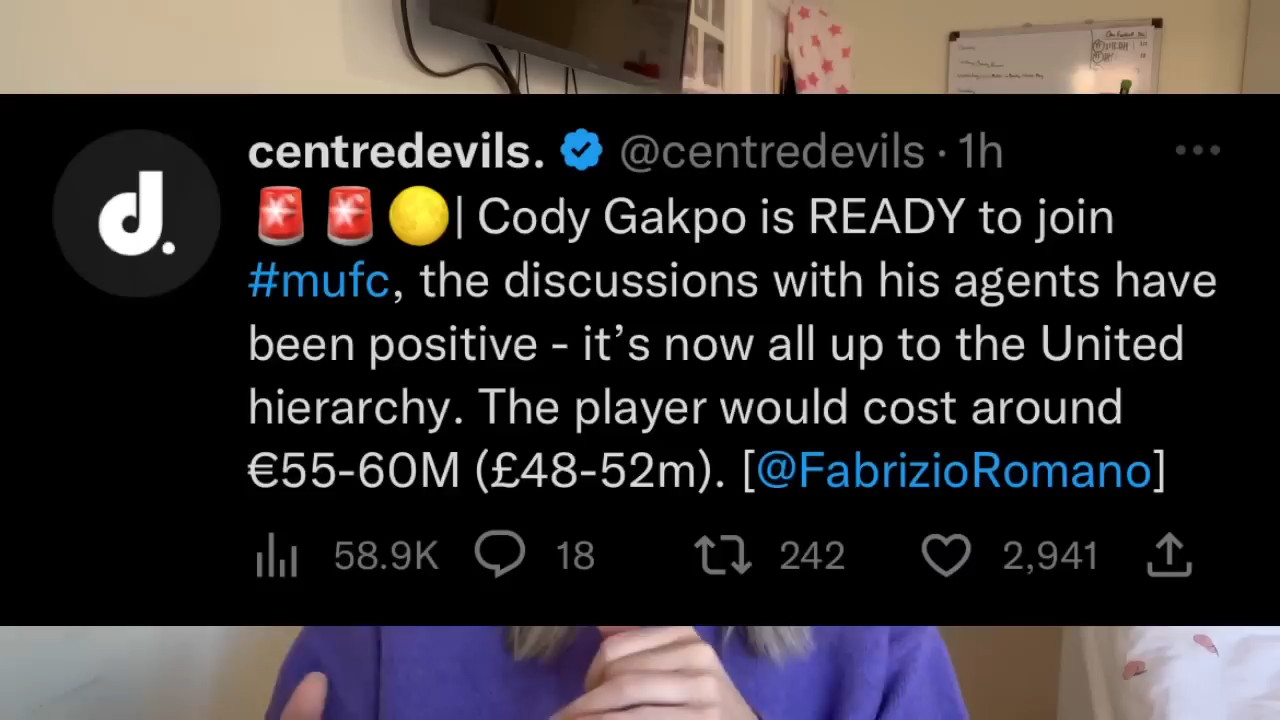 centredevils. @centredevils · 1h
🚨 🚨 🌕| Cody Gakpo is READY to join
#mufc, the discussions with his agents have
been positive - it’s now all up to the United
hierarchy. The player would cost around
€55-60M (£48-52m). [@FabrizioRomano]
58.9K 18 242 2,941
d.